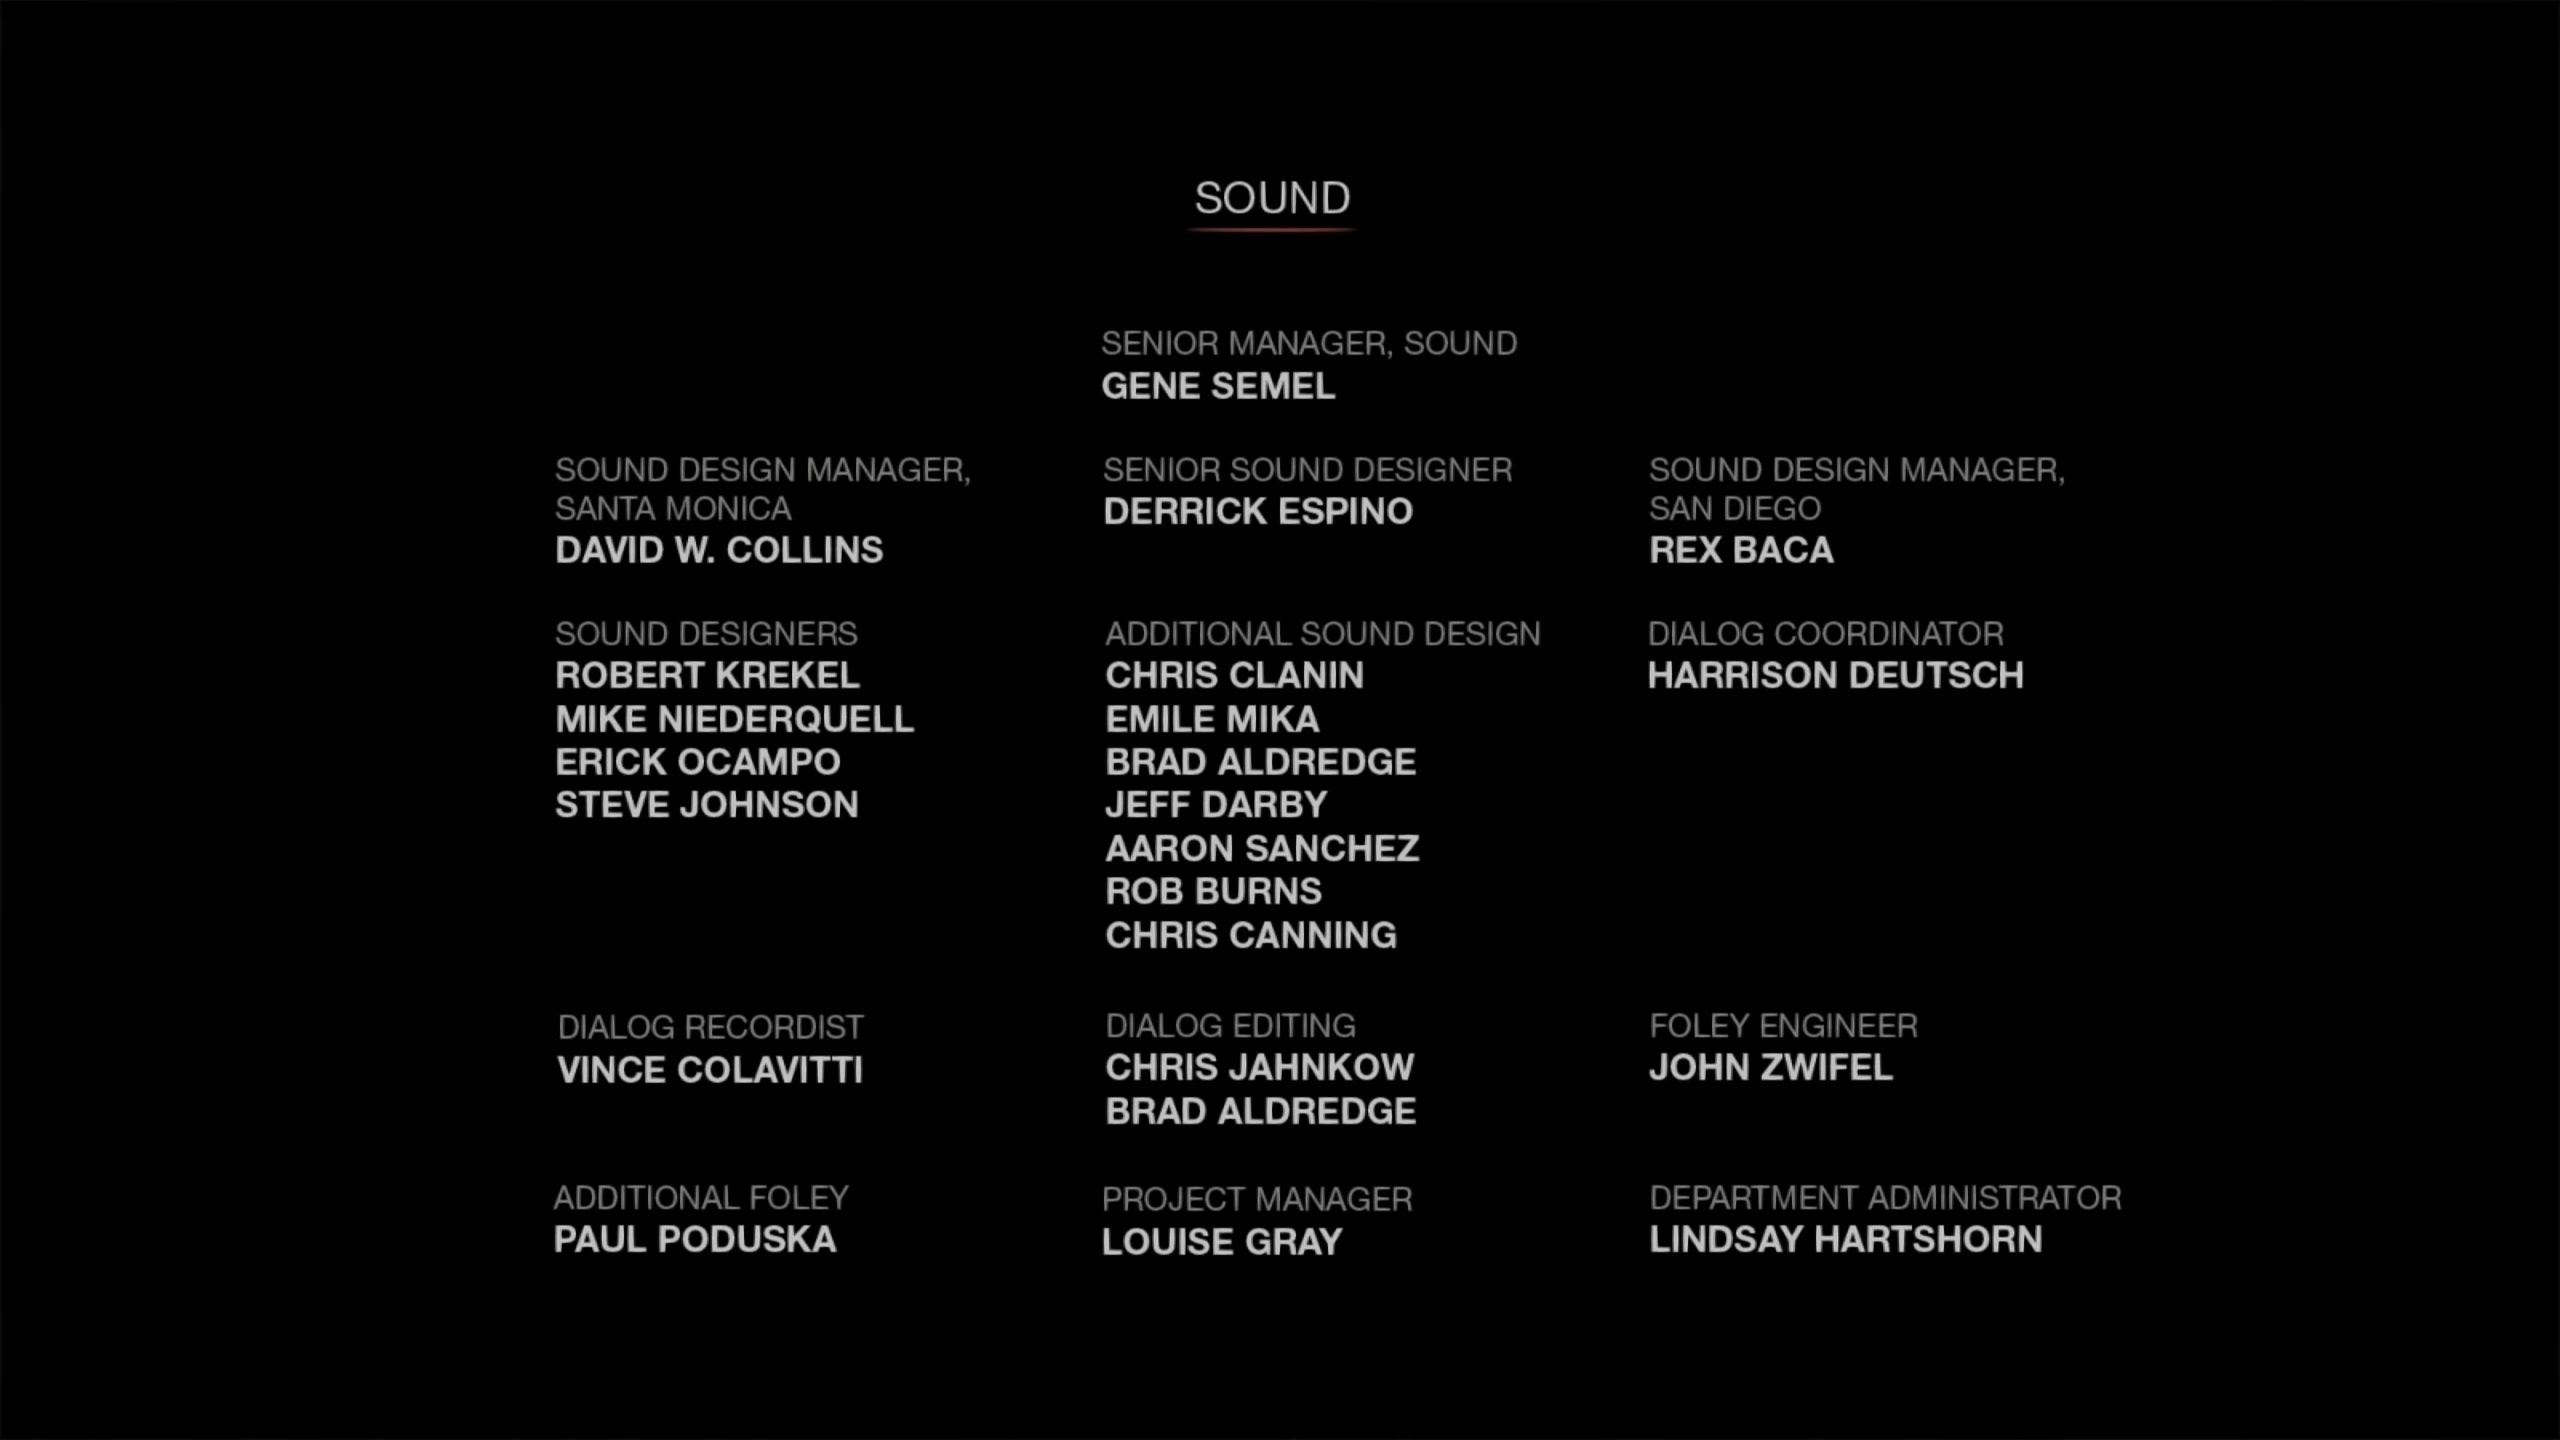 SOUND
SENIOR MANAGER, SOUND
GENE SEMEL
SOUND DESIGN MANAGER,
SANTA MONICA
DAVID W. COLLINS
SENIOR SOUND DESIGNER
DERRICK ESPINO
SOUND DESIGN MANAGER,
SAN DIEGO
REX BACA
SOUND DESIGNERS
ROBERT KREKEL
MIKE NIEDERQUELL
ERICK OCAMPO
STEVE JOHNSON
ADDITIONAL SOUND DESIGN
CHRIS CLANIN
EMILE MIKA
BRAD ALDREDGE
JEFF DARBY
AARON SANCHEZ
ROB BURNS
CHRIS CANNING
DIALOG COORDINATOR
HARRISON DEUTSCH
DIALOG RECORDIST
VINCE COLAVITTI
DIALOG EDITING
CHRIS JAHNKOW
BRAD ALDREDGE
FOLEY ENGINEER
JOHN ZWIFEL
ADDITIONAL FOLEY
PAUL PODUSKA
PROJECT MANAGER
LOUISE GRAY
DEPARTMENT ADMINISTRATOR
LINDSAY HARTSHORN